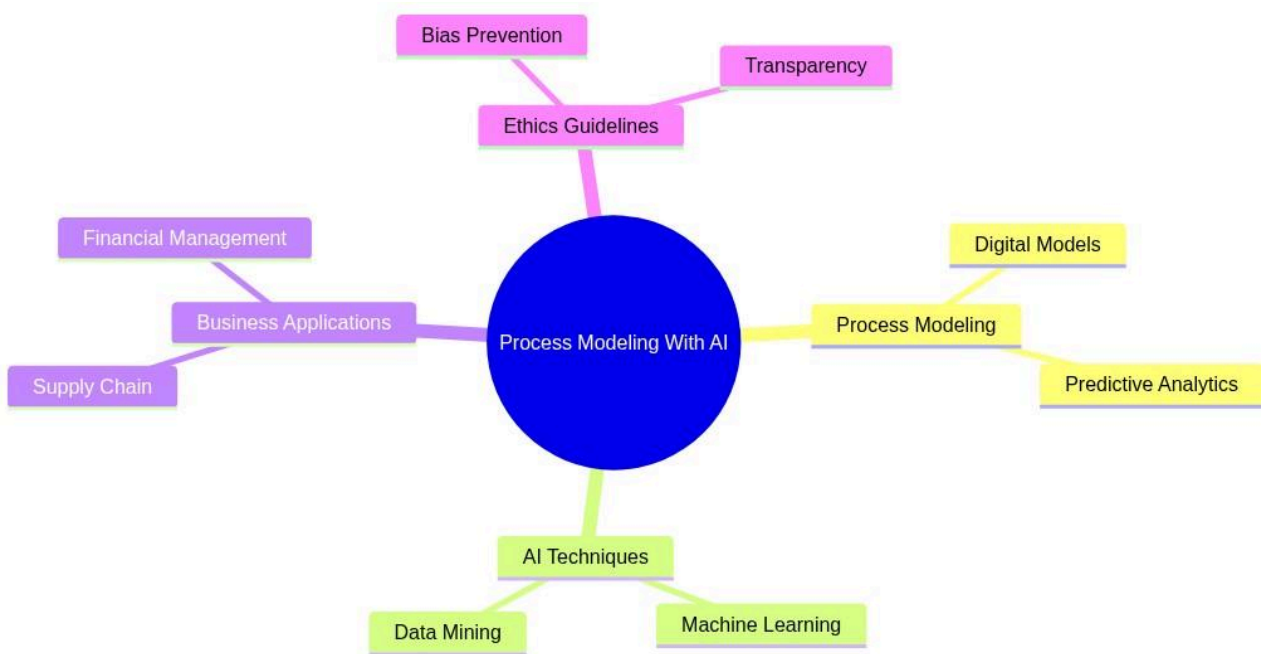 Bias Prevention
Transparency
Ethics Guidelines
Financial Management
Digital Models
Business Applications
Process Modeling
Process Modeling With AI
Supply Chain
Predictive Analytics
AI Techniques
Data Mining
Machine Learning